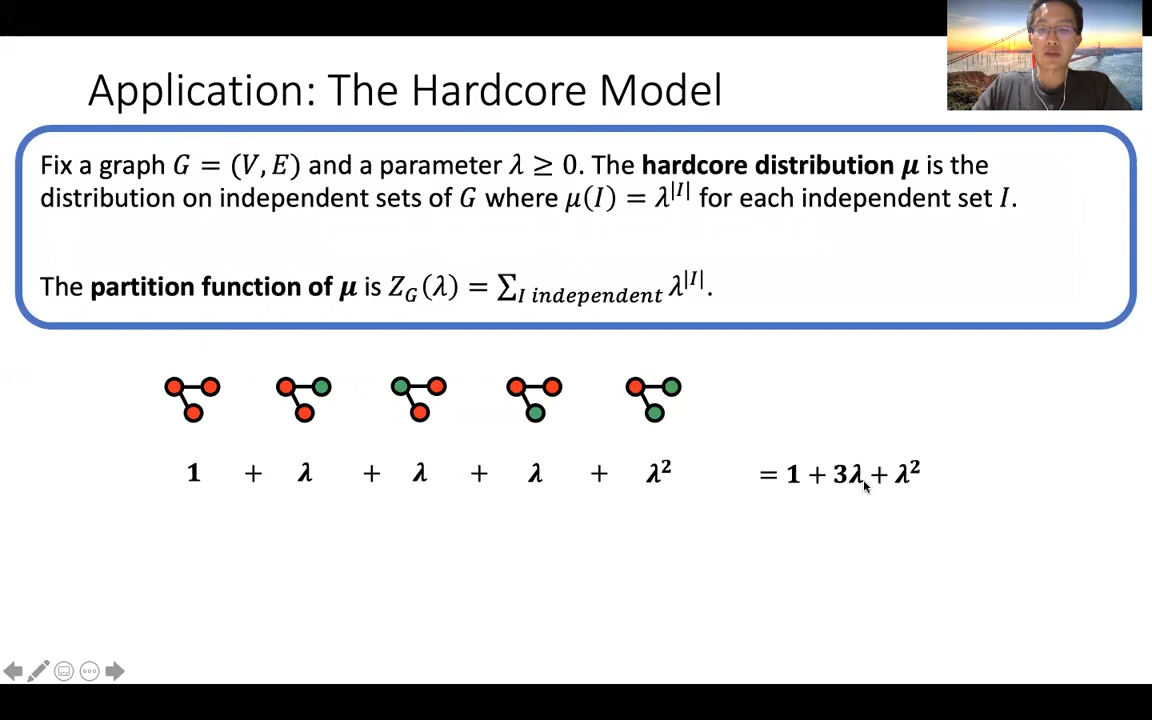 Application: The Hardcore Model
Fix a graph G = (V, E) and a parameter λ ≥ 0. The hardcore distribution μ is the
distribution on independent sets of G where μ(I) = λ^|I| for each independent set I.
The partition function of μ is Z_G(λ) = ∑_{I independent} λ^|I|.
1 + λ + λ + λ + λ² = 1 + 3λ + λ²